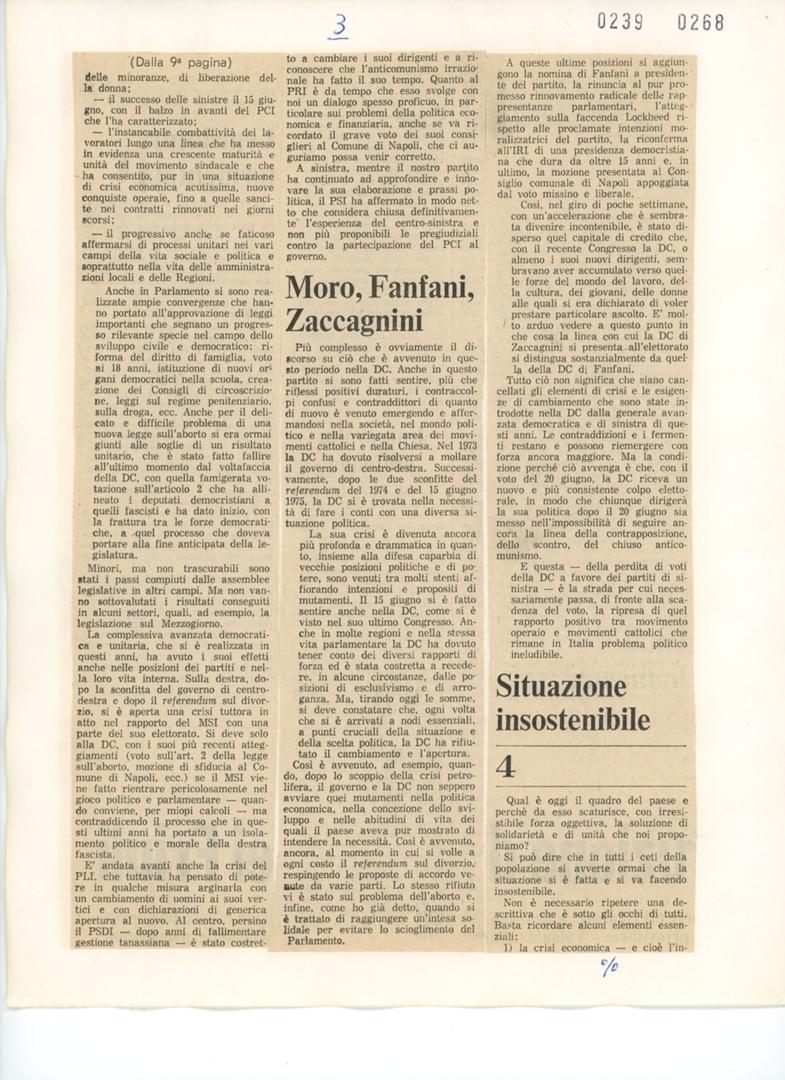 3
0239 0268
(Dalla 9ª pagina)
delle minoranze, di liberazione del-
la donna;
— il successo delle sinistre il 15 giu-
gno, con il balzo in avanti del PCI
che l'ha caratterizzato;
— l'instancabile combattività dei la-
voratori lungo una linea che ha messo
in evidenza una crescente maturità e
unità del movimento sindacale e che
ha consentito, pur in una situazione
di crisi economica acutissima, nuove
conquiste operaie, fino a quelle sanci-
te nei contratti rinnovati nei giorni
scorsi;
— il progressivo anche se faticoso
affermarsi di processi unitari nei vari
campi della vita sociale e politica e
soprattutto nella vita delle amministra-
zioni locali e delle Regioni.
Anche in Parlamento si sono rea-
lizzate ampie convergenze che han-
no portato all'approvazione di leggi
importanti che segnano un progres-
so rilevante specie nel campo dello
sviluppo civile e democratico: ri-
forma del diritto di famiglia, voto
ai 18 anni, istituzione di nuovi or-
gani democratici nella scuola, crea-
zione dei Consigli di circoscrizio-
ne, leggi sul regime penitenziario,
sulla droga, ecc. Anche per il deli-
cato e difficile problema di una
nuova legge sull'aborto si era ormai
giunti alle soglie di un risultato
unitario, che è stato fatto fallire
all'ultimo momento dal voltafaccia
della DC, con quella famigerata vo-
tazione sull'articolo 2 che ha alli-
neato i deputati democristiani a
quelli fascisti e ha dato inizio, con
la frattura tra le forze democrati-
che, a quel processo che doveva
portare alla fine anticipata della le-
gislatura.
Minori, ma non trascurabili sono
stati i passi compiuti dalle assemblee
legislative in altri campi. Ma non van-
no sottovalutati i risultati conseguiti
in alcuni settori, quali, ad esempio, la
legislazione sul Mezzogiorno.
La complessiva avanzata democrati-
ca e unitaria, che si è realizzata in
questi anni, ha avuto i suoi effetti
anche nelle posizioni dei partiti e nel-
la loro vita interna. Sulla destra, do-
po la sconfitta del governo di centro-
destra e dopo il referendum sul divor-
zio, si è aperta una crisi tuttora in
atto nel rapporto del MSI con una
parte del suo elettorato. Si deve solo
alla DC, con i suoi più recenti atteg-
giamenti (voto sull'art. 2 della legge
sull'aborto, mozione di sfiducia al Co-
mune di Napoli, ecc.) se il MSI vie-
ne fatto rientrare pericolosamente nel
gioco politico e parlamentare — quan-
do conviene, per miopi calcoli — ma
contraddicendo il processo che in que-
sti ultimi anni ha portato a un isola-
mento politico e morale della destra
fascista.
E' andata avanti anche la crisi del
PLI, che tuttavia ha pensato di pote-
re in qualche misura arginarla con
un cambiamento di uomini ai suoi ver-
tici e con dichiarazioni di generica
apertura al nuovo. Al centro, persino
il PSDI — dopo anni di fallimentare
gestione tanassiana — è stato costret-
to a cambiare i suoi dirigenti e a ri-
conoscere che l'anticomunismo irrazio-
nale ha fatto il suo tempo. Quanto al
PRI è da tempo che esso svolge con
noi un dialogo spesso proficuo, in par-
ticolare sui problemi della politica eco-
nomica e finanziaria, anche se va ri-
cordato il grave voto dei suoi consi-
glieri al Comune di Napoli, che ci au-
guriamo possa venir corretto.
A sinistra, mentre il nostro partito
ha continuato ad approfondire e inno-
vare la sua elaborazione e prassi po-
litica, il PSI ha affermato in modo net-
to che considera chiusa definitivamen-
te l'esperienza del centro-sinistra e
non più proponibili le pregiudiziali
contro la partecipazione del PCI al
governo.
Moro, Fanfani,
Zaccagnini
Più complesso è ovviamente il di-
scorso su ciò che è avvenuto in que-
sto periodo nella DC. Anche in questo
partito si sono fatti sentire, più che
riflessi positivi duraturi, i contraccol-
pi confusi e contraddittori di quanto
di nuovo è venuto emergendo e affer-
mandosi nella società, nel mondo poli-
tico e nella variegata area dei movi-
menti cattolici e nella Chiesa. Nel 1973
la DC ha dovuto risolversi a mollare
il governo di centro-destra. Successi-
vamente, dopo le due sconfitte del
referendum del 1974 e del 15 giugno
1975, la DC si è trovata nella necessi-
tà di fare i conti con una diversa si-
tuazione politica.
La sua crisi è divenuta ancora
più profonda e drammatica in quan-
to, insieme alla difesa caparbia di
vecchie posizioni politiche e di po-
tere, sono venuti tra molti stenti af-
fiorando intenzioni e propositi di
mutamenti. Il 15 giugno si è fatto
sentire anche nella DC, come si è
visto nel suo ultimo Congresso. An-
che in molte regioni e nella stessa
vita parlamentare la DC ha dovuto
tener conto dei diversi rapporti di
forza ed è stata costretta a recede-
re, in alcune circostanze, dalle po-
sizioni di esclusivismo e di arro-
ganza. Ma, tirando oggi le somme,
si deve constatare che, ogni volta
che si è arrivati a nodi essenziali,
a punti cruciali della situazione e
della scelta politica, la DC ha rifiu-
tato il cambiamento e l'apertura.
Così è avvenuto, ad esempio, quan-
do, dopo lo scoppio della crisi petro-
lifera, il governo e la DC non seppero
avviare quei mutamenti nella politica
economica, nella concezione dello svi-
luppo e nelle abitudini di vita dei
quali il paese aveva pur mostrato di
intendere la necessità. Così è avvenuto,
ancora, al momento in cui si volle a
ogni costo il referendum sul divorzio,
respingendo le proposte di accordo ve-
nute da varie parti. Lo stesso rifiuto
vi è stato sul problema dell'aborto e,
infine, come ho già detto, quando si
è trattato di raggiungere un'intesa so-
lidale per evitare lo scioglimento del
Parlamento.
A queste ultime posizioni si aggiun-
gono la nomina di Fanfani a presiden-
te del partito, la rinuncia al pur pro-
messo rinnovamento radicale delle rap-
presentanze parlamentari, l'atteg-
giamento sulla faccenda Lockheed ri-
spetto alle proclamate intenzioni mo-
ralizzatrici del partito, la riconferma
all'IRI di una presidenza democristia-
na che dura da oltre 15 anni e, in
ultimo, la mozione presentata al Con-
siglio comunale di Napoli appoggiata
dal voto missino e liberale.
Così, nel giro di poche settimane,
con un'accelerazione che è sembra-
ta divenire incontenibile, è stato di-
sperso quel capitale di credito che,
con il recente Congresso la DC, o
almeno i suoi nuovi dirigenti, sem-
bravano aver accumulato verso quel-
le forze del mondo del lavoro, del-
la cultura, dei giovani, delle donne
alle quali si era dichiarato di voler
prestare particolare ascolto. E' mol-
to arduo vedere a questo punto in
che cosa la linea con cui la DC di
Zaccagnini si presenta all'elettorato
si distingua sostanzialmente da quel-
la della DC di Fanfani.
Tutto ciò non significa che siano can-
cellati gli elementi di crisi e le esigen-
ze di cambiamento che sono state in-
trodotte nella DC dalla generale avan-
zata democratica e di sinistra di que-
sti anni. Le contraddizioni e i fermen-
ti restano e possono riemergere con
forza ancora maggiore. Ma la condi-
zione perché ciò avvenga è che, con il
voto del 20 giugno, la DC riceva un
nuovo e più consistente colpo eletto-
rale, in modo che chiunque dirigerà
la sua politica dopo il 20 giugno sia
messo nell'impossibilità di seguire an-
cora la linea della contrapposizione,
dello scontro, del chiuso antico-
munismo.
E questa — della perdita di voti
della DC a favore dei partiti di si-
nistra — è la strada per cui neces-
sariamente passa, di fronte alla sca-
denza del voto, la ripresa di quel
rapporto positivo tra movimento
operaio e movimenti cattolici che
rimane in Italia problema politico
ineludibile.
Situazione
insostenibile
4
Qual è oggi il quadro del paese e
perchè da esso scaturisce, con irresi-
stibile forza oggettiva, la soluzione di
solidarietà e di unità che noi propo-
niamo?
Si può dire che in tutti i ceti della
popolazione si avverte ormai che la
situazione si è fatta e si va facendo
insostenibile.
Non è necessario ripetere una de-
scrittiva che è sotto gli occhi di tutti.
Basta ricordare alcuni elementi essen-
ziali:
1) la crisi economica — e cioè l'in-
%